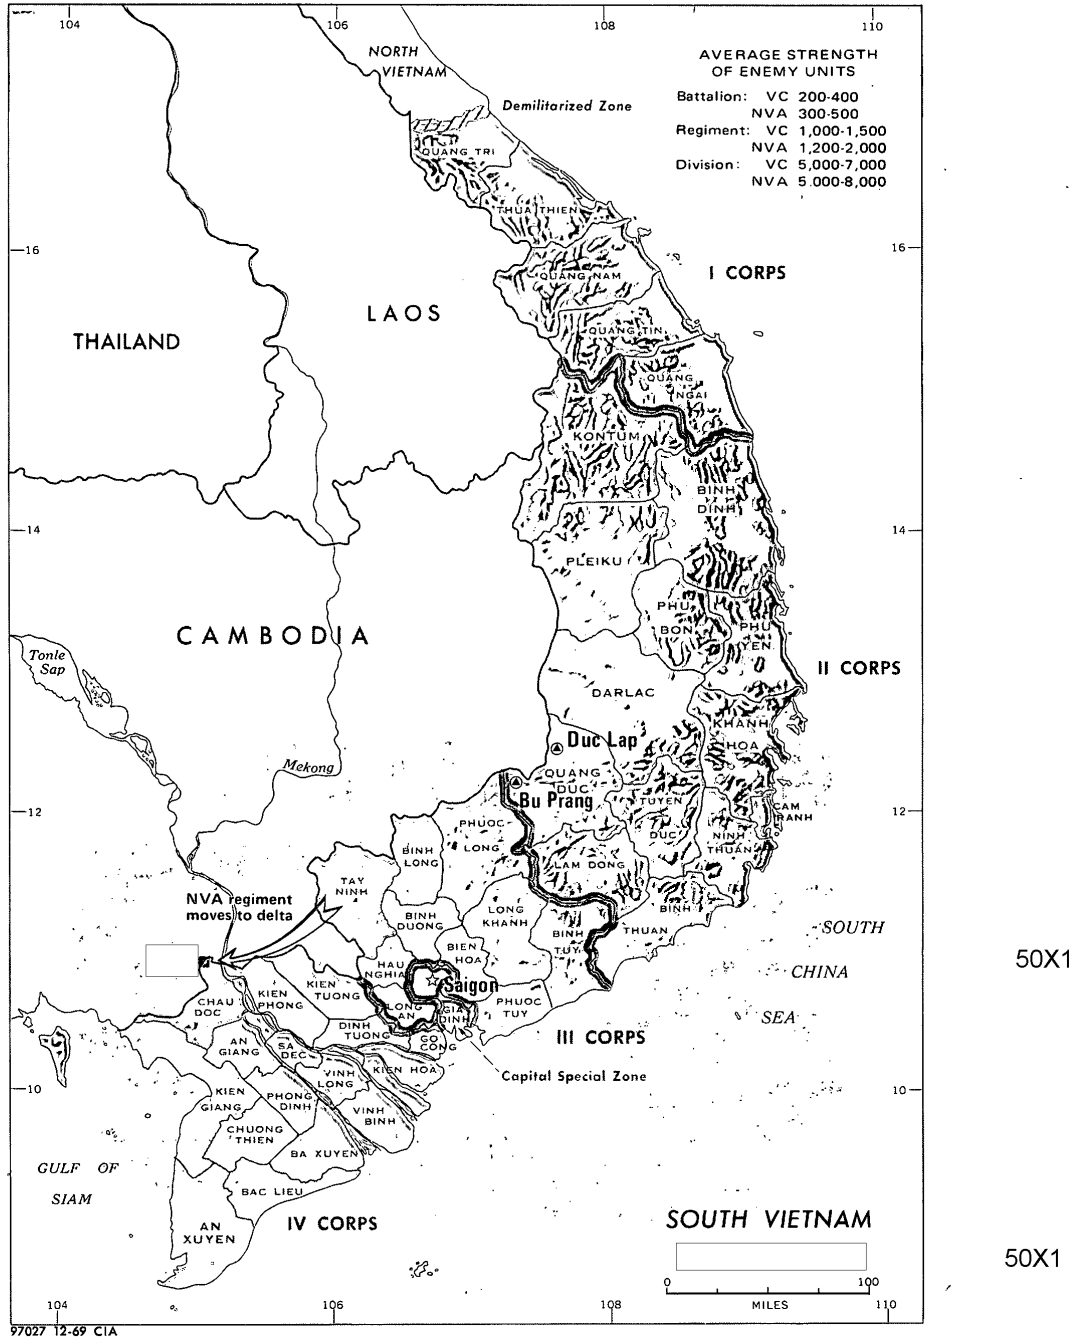 104
106
108
110
NORTH
VIETNAM
AVERAGE STRENGTH
OF ENEMY UNITS
Battalion: VC 200-400
NVA 300-500
Regiment: VC 1,000-1,500
NVA 1,200-2,000
Division: VC 5,000-7,000
NVA 5.000-8,000
Demilitarized Zone
QUANG TRI
THUA THIEN
16
16
I CORPS
QUANG NAM
LAOS
THAILAND
QUANG TIN
QUANG
NGAI
KONTUM
BINH
DINH
14
14
PLEIKU
PHU
BON
PHU
YEN
CAMBODIA
Tonle
Sap
II CORPS
DARLAC
KHANH
HOA
Duc Lap
Mekong
QUANG
DUC
Bu Prang
TUYEN
DUC
CAM
RANH
12
12
PHUOC
LONG
BINH
LONG
NINH
THUAN
LAM DONG
TAY
NINH
NVA regiment
moves to delta
BINH
DUONG
LONG
KHANH
BINH
THUAN
BINH
TUY
SOUTH
CHINA
SEA
BIEN
HOA
HAU
NGHIA
50X1
Saigon
KIEN
TUONG
KIEN
PHONG
CHAU
DOC
LONG
AN
GIA
DINH
PHUOC
TUY
DINH
TUONG
GO
CONG
III CORPS
AN
GIANG
SA
DEC
VINH
LONG
KIEN HOA
Capital Special Zone
10
10
KIEN
GIANG
PHONG
DINH
VINH
BINH
CHUONG
THIEN
BA XUYEN
GULF OF
SIAM
BAC LIEU
AN
XUYEN
IV CORPS
SOUTH VIETNAM
50X1
0
100
MILES
104
106
108
110
97027 12-69 CIA